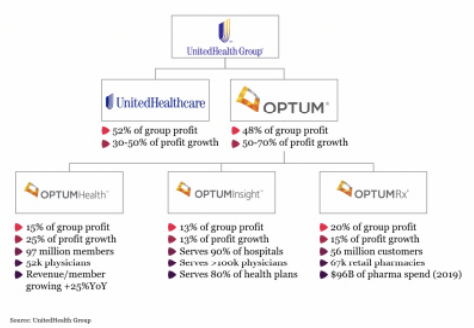 UnitedHealth Group®
UnitedHealthcare
OPTUM®
52% of group profit
30-50% of profit growth
48% of group profit
50-70% of profit growth
OPTUMHealth™
OPTUMInsight™
OPTUMRx®
15% of group profit
25% of profit growth
97 million members
52k physicians
Revenue/member
growing +25%YoY
13% of group profit
13% of profit growth
Serves 90% of hospitals
Serves >100k physicians
Serves 80% of health plans
20% of group profit
15% of profit growth
56 million customers
67k retail pharmacies
$96B of pharma spend (2019)
Source: UnitedHealth Group